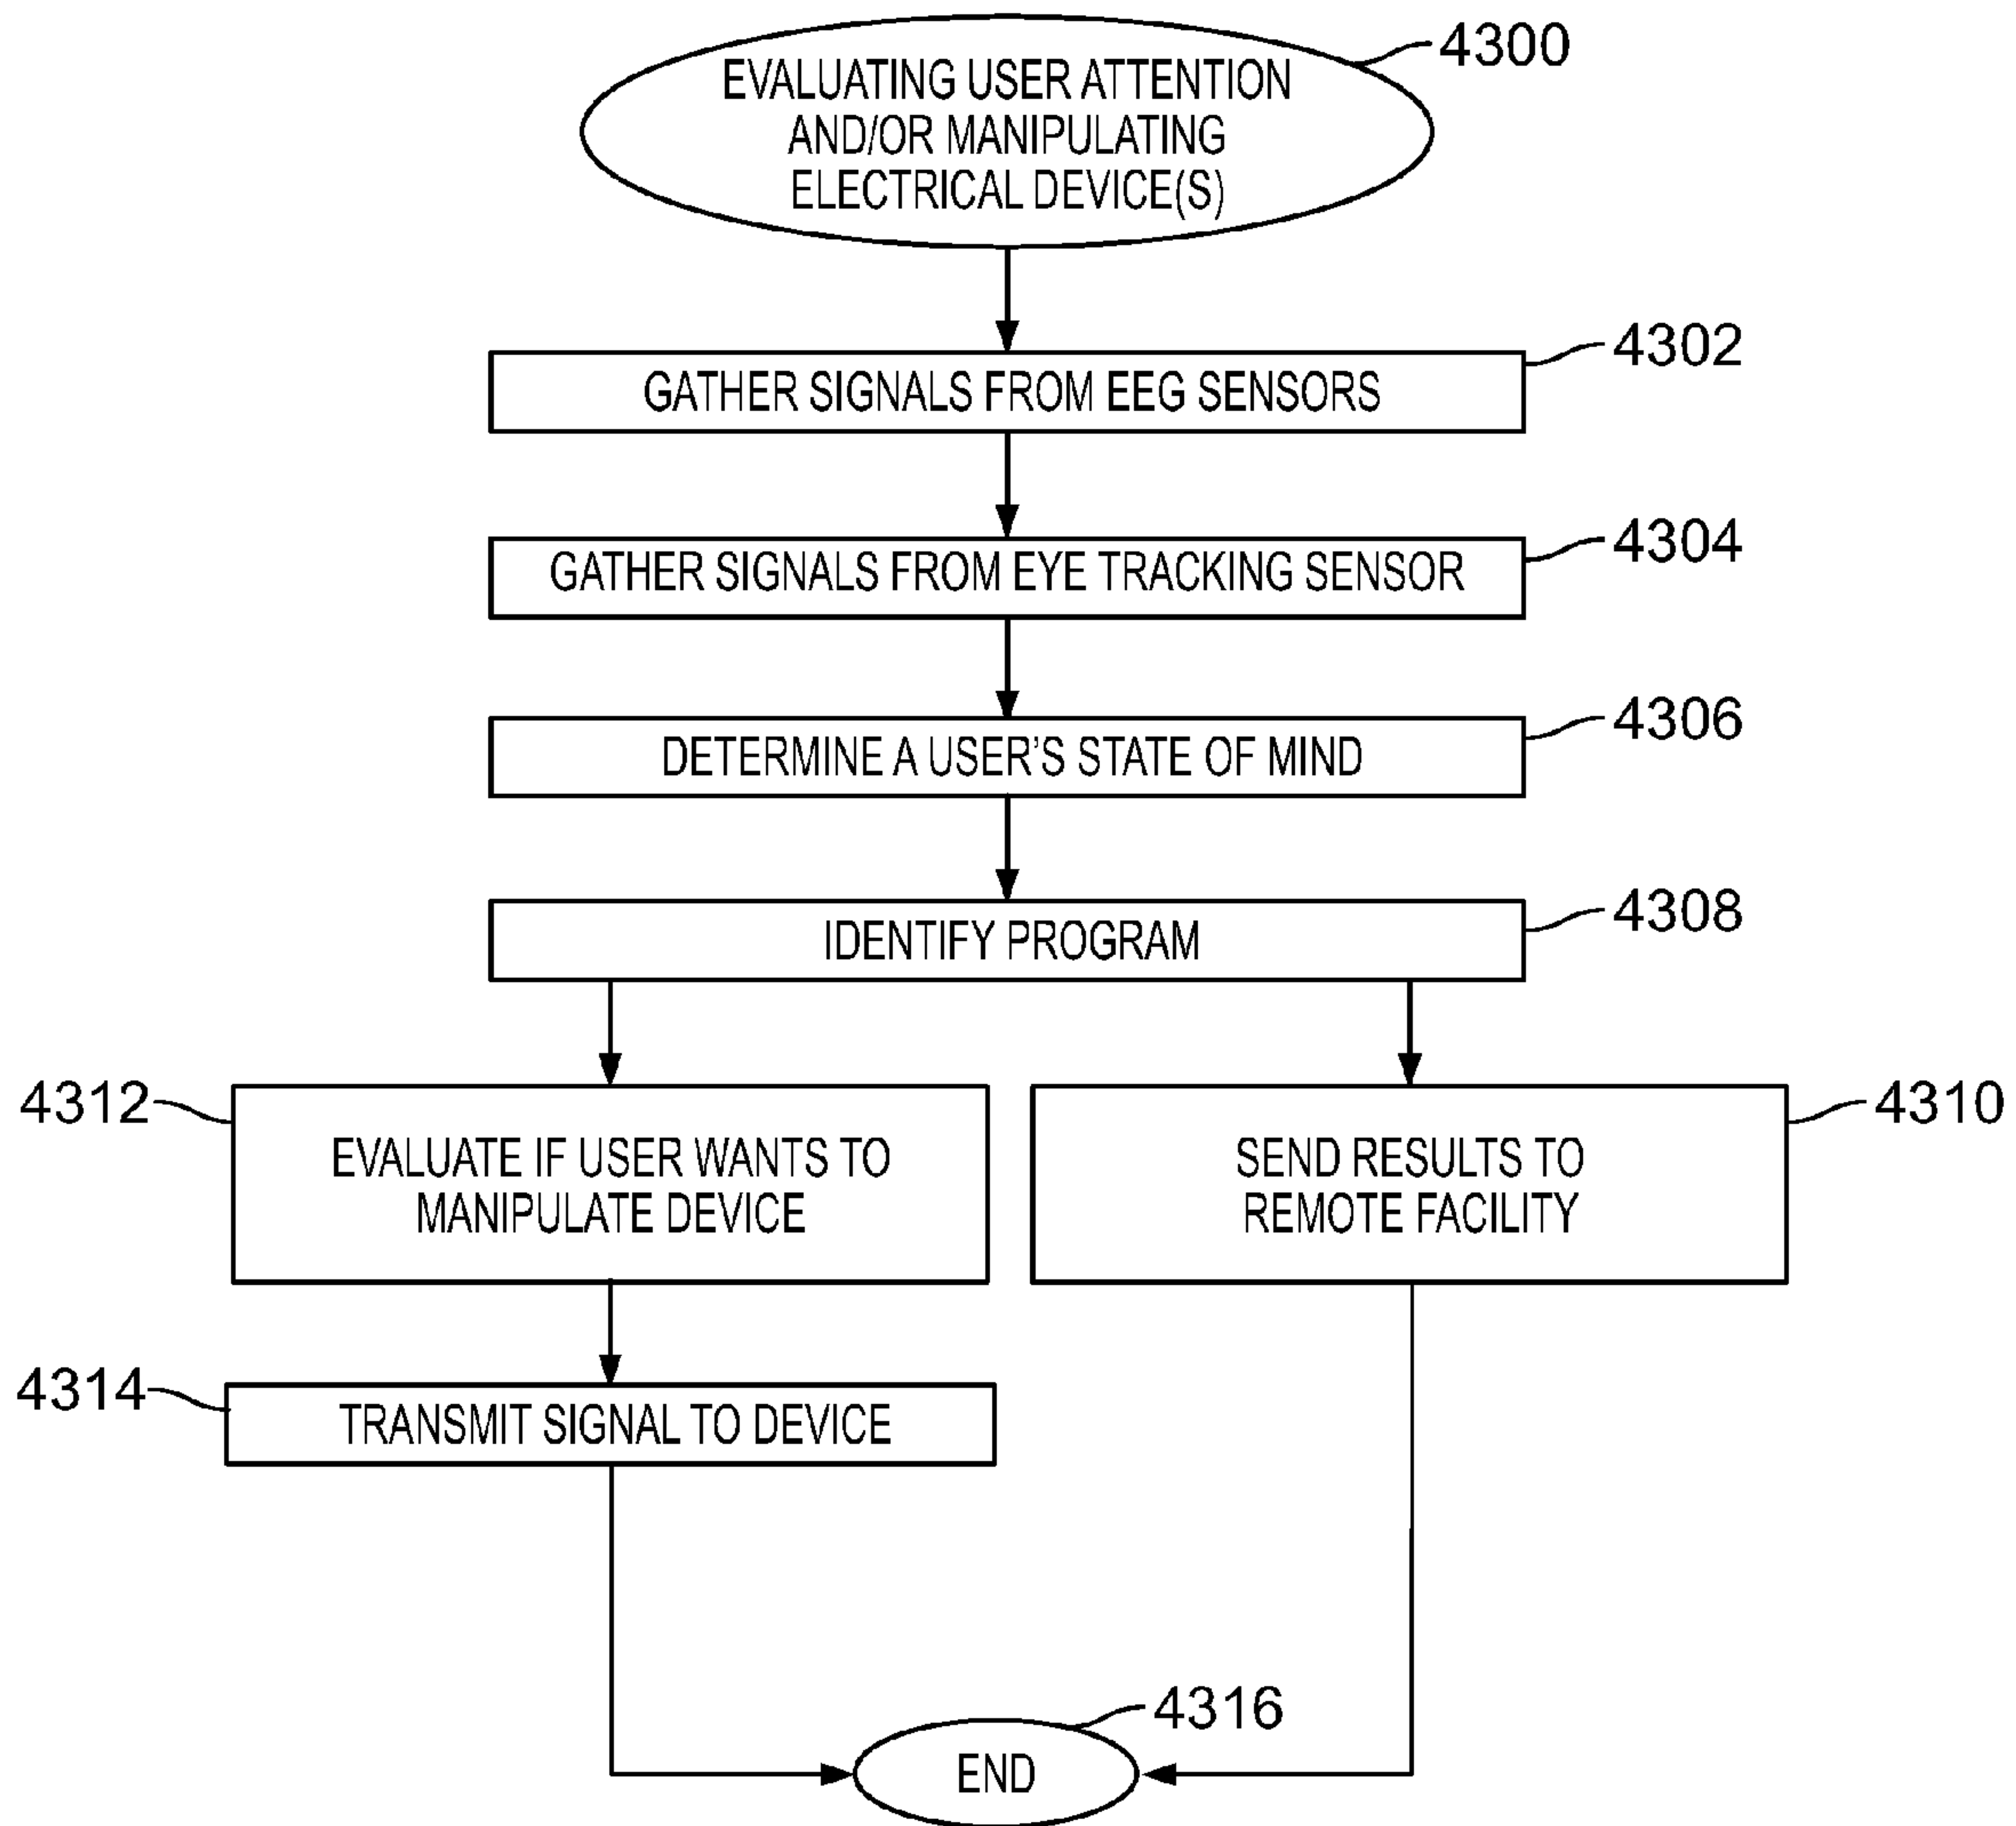 4300
EVALUATING USER ATTENTION
AND/OR MANIPULATING
ELECTRICAL DEVICE(S)
4302
GATHER SIGNALS FROM EEG SENSORS
4304
GATHER SIGNALS FROM EYE TRACKING SENSOR
4306
DETERMINE A USER'S STATE OF MIND
4308
IDENTIFY PROGRAM
4312
EVALUATE IF USER WANTS TO
MANIPULATE DEVICE
4310
SEND RESULTS TO
REMOTE FACILITY
4314
TRANSMIT SIGNAL TO DEVICE
4316
END